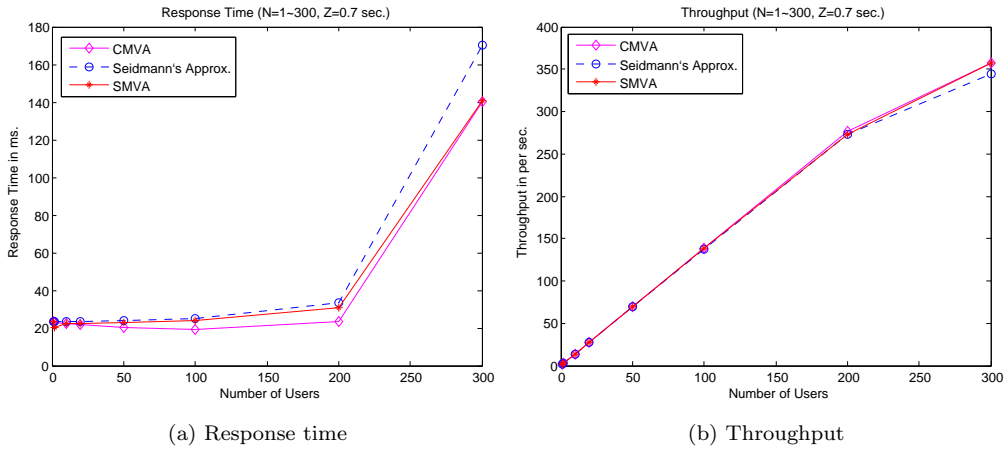 Response Time (N=1~300, Z=0.7 sec.)
180
160
140
120
100
80
60
40
20
0
Response Time in ms.
CMVA
Seidmann's Approx.
SMVA
0 50 100 150 200 250 300
Number of Users
(a) Response time
Throughput (N=1~300, Z=0.7 sec.)
400
350
300
250
200
150
100
50
0
Throughput in per sec.
CMVA
Seidmann's Approx.
SMVA
0 50 100 150 200 250 300
Number of Users
(b) Throughput